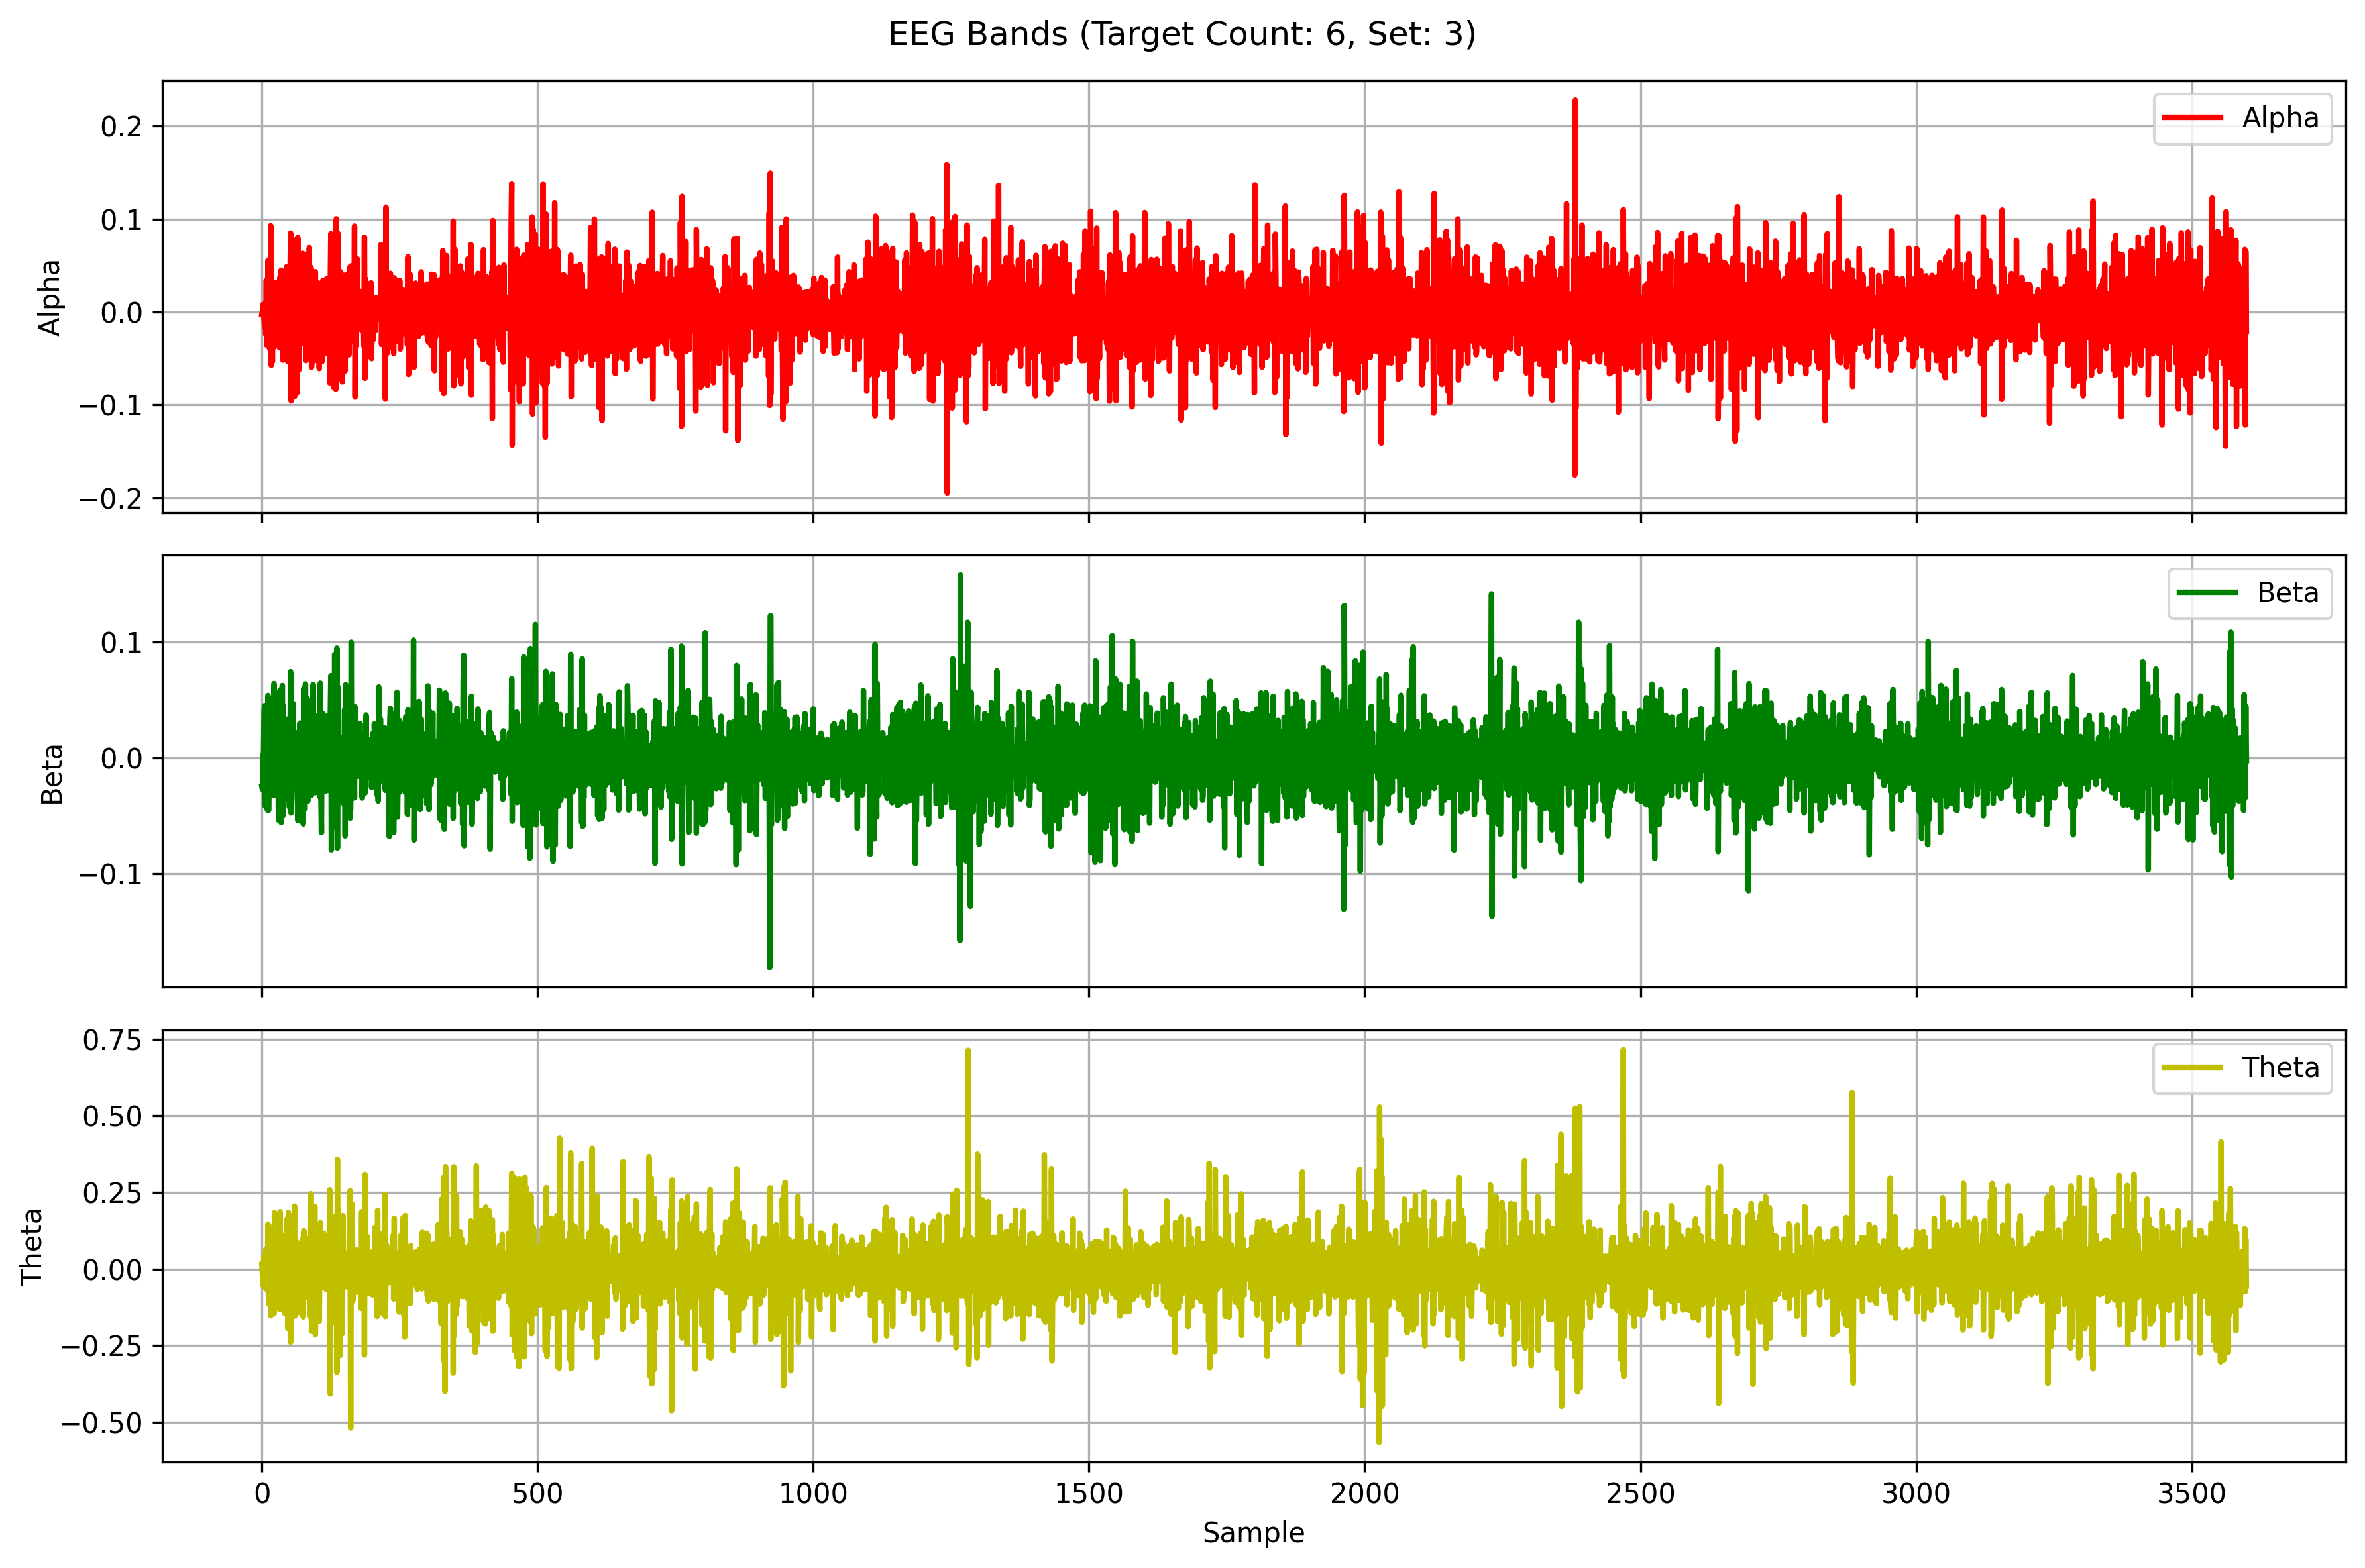 EEG Bands (Target Count: 6, Set: 3)
0.2
0.1
0.0
−0.1
−0.2
Alpha
Alpha
0.1
0.0
−0.1
Beta
Beta
0.75
0.50
0.25
0.00
−0.25
−0.50
Theta
Theta
0 500 1000 1500 2000 2500 3000 3500
Sample